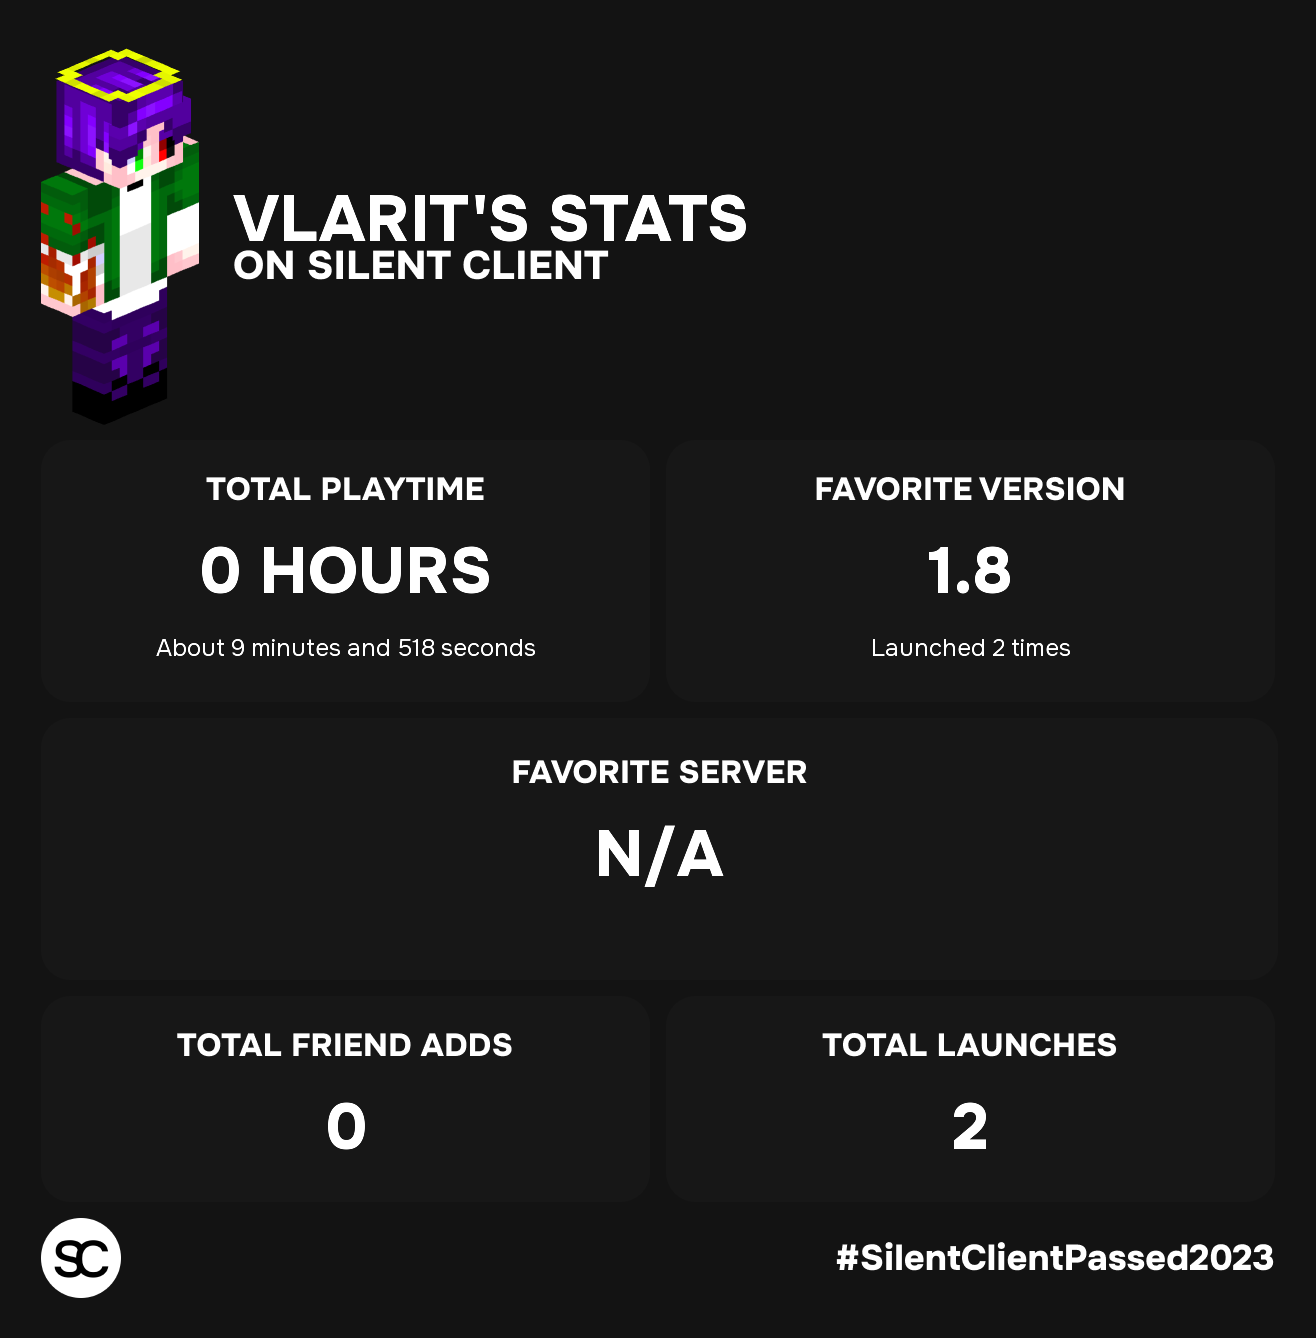 VLARIT'S STATS
ON SILENT CLIENT
TOTAL PLAYTIME
0 HOURS
About 9 minutes and 518 seconds
FAVORITE VERSION
1.8
Launched 2 times
FAVORITE SERVER
N/A
TOTAL FRIEND ADDS
0
TOTAL LAUNCHES
2
SC
#SilentClientPassed2023